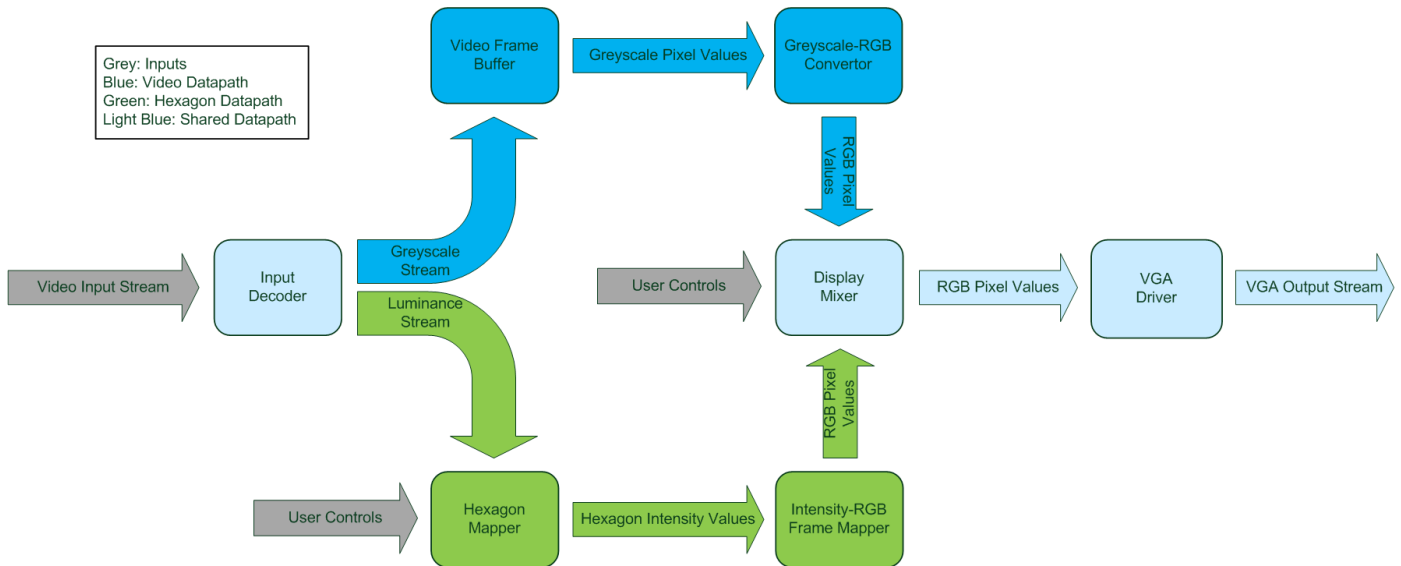 Grey: Inputs
Blue: Video Datapath
Green: Hexagon Datapath
Light Blue: Shared Datapath
Video Frame
Buffer
Greyscale Pixel Values
Greyscale-RGB
Convertor
RGB Pixel
Values
Greyscale
Stream
Video Input Stream
Input
Decoder
Luminance
Stream
User Controls
Display
Mixer
RGB Pixel Values
VGA
Driver
VGA Output Stream
RGB Pixel
Values
User Controls
Hexagon
Mapper
Hexagon Intensity Values
Intensity-RGB
Frame Mapper